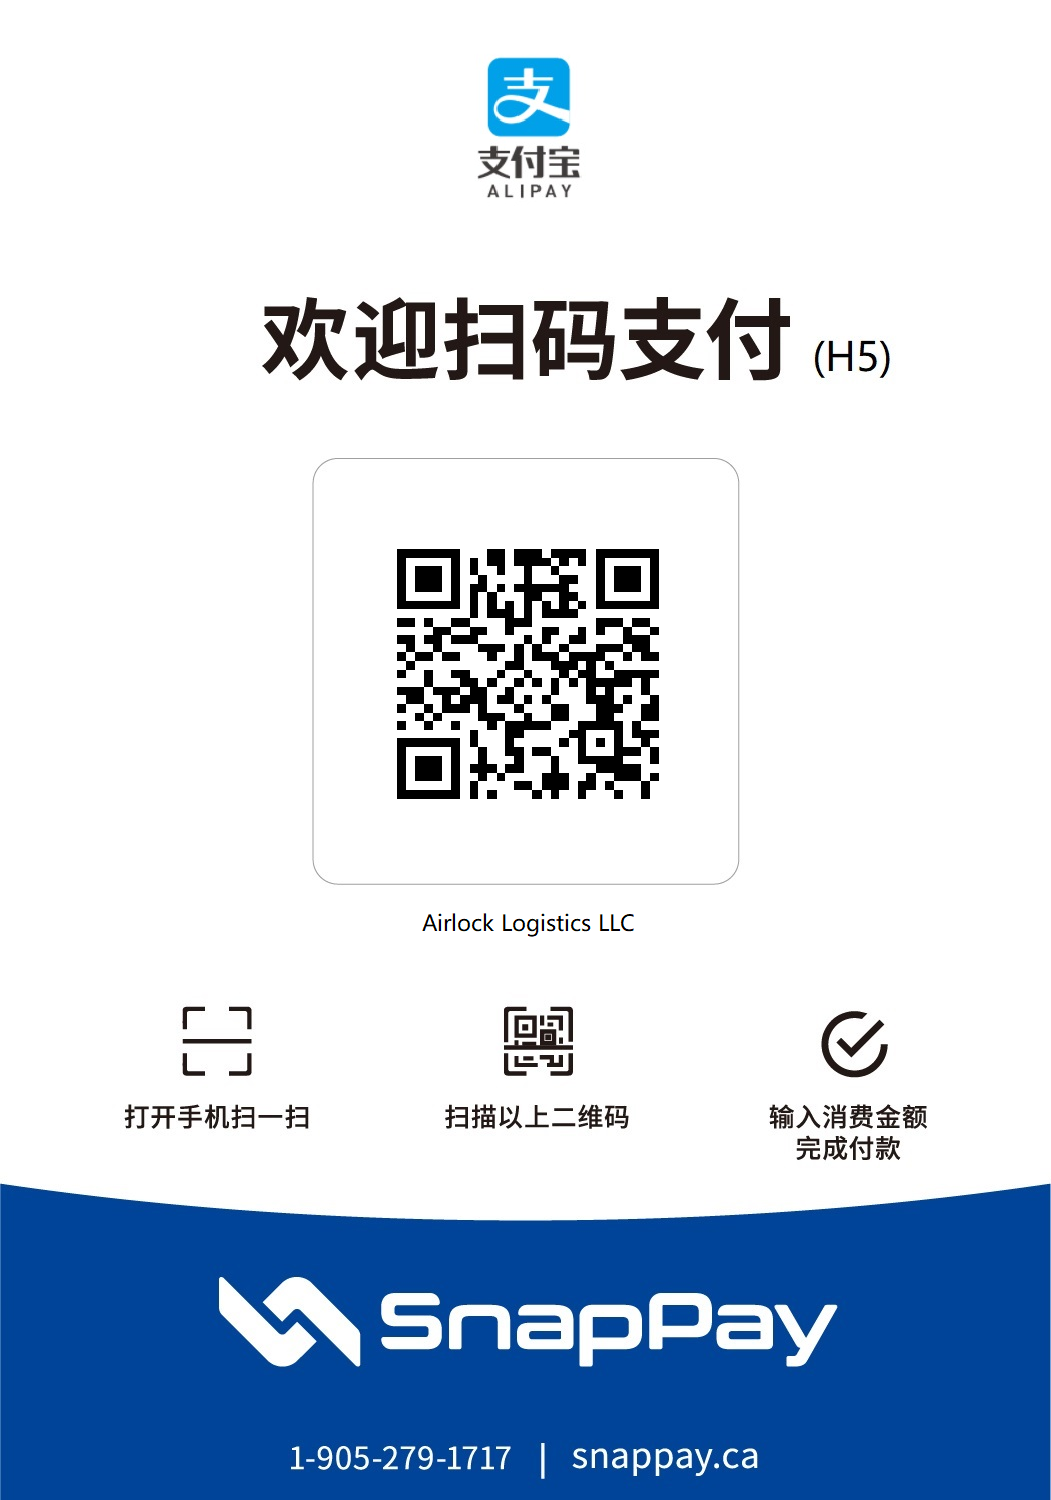 支
支付宝
ALIPAY
欢迎扫码支付 (H5)
Airlock Logistics LLC
打开手机扫一扫
扫描以上二维码
输入消费金额
完成付款
SnapPay
1-905-279-1717 | snappay.ca